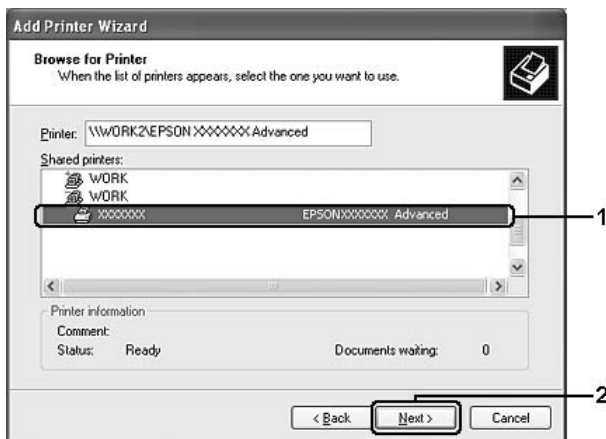 Add Printer Wizard
Browse for Printer
When the list of printers appears, select the one you want to use.
Printer: \\WORK2\EPSON XXXXXXX Advanced
Shared printers:
WORK
WORK
XXXXXXX EPSONXXXXXXX Advanced 1
Printer information
Comment:
Status: Ready Documents waiting: 0
2
< Back Next > Cancel